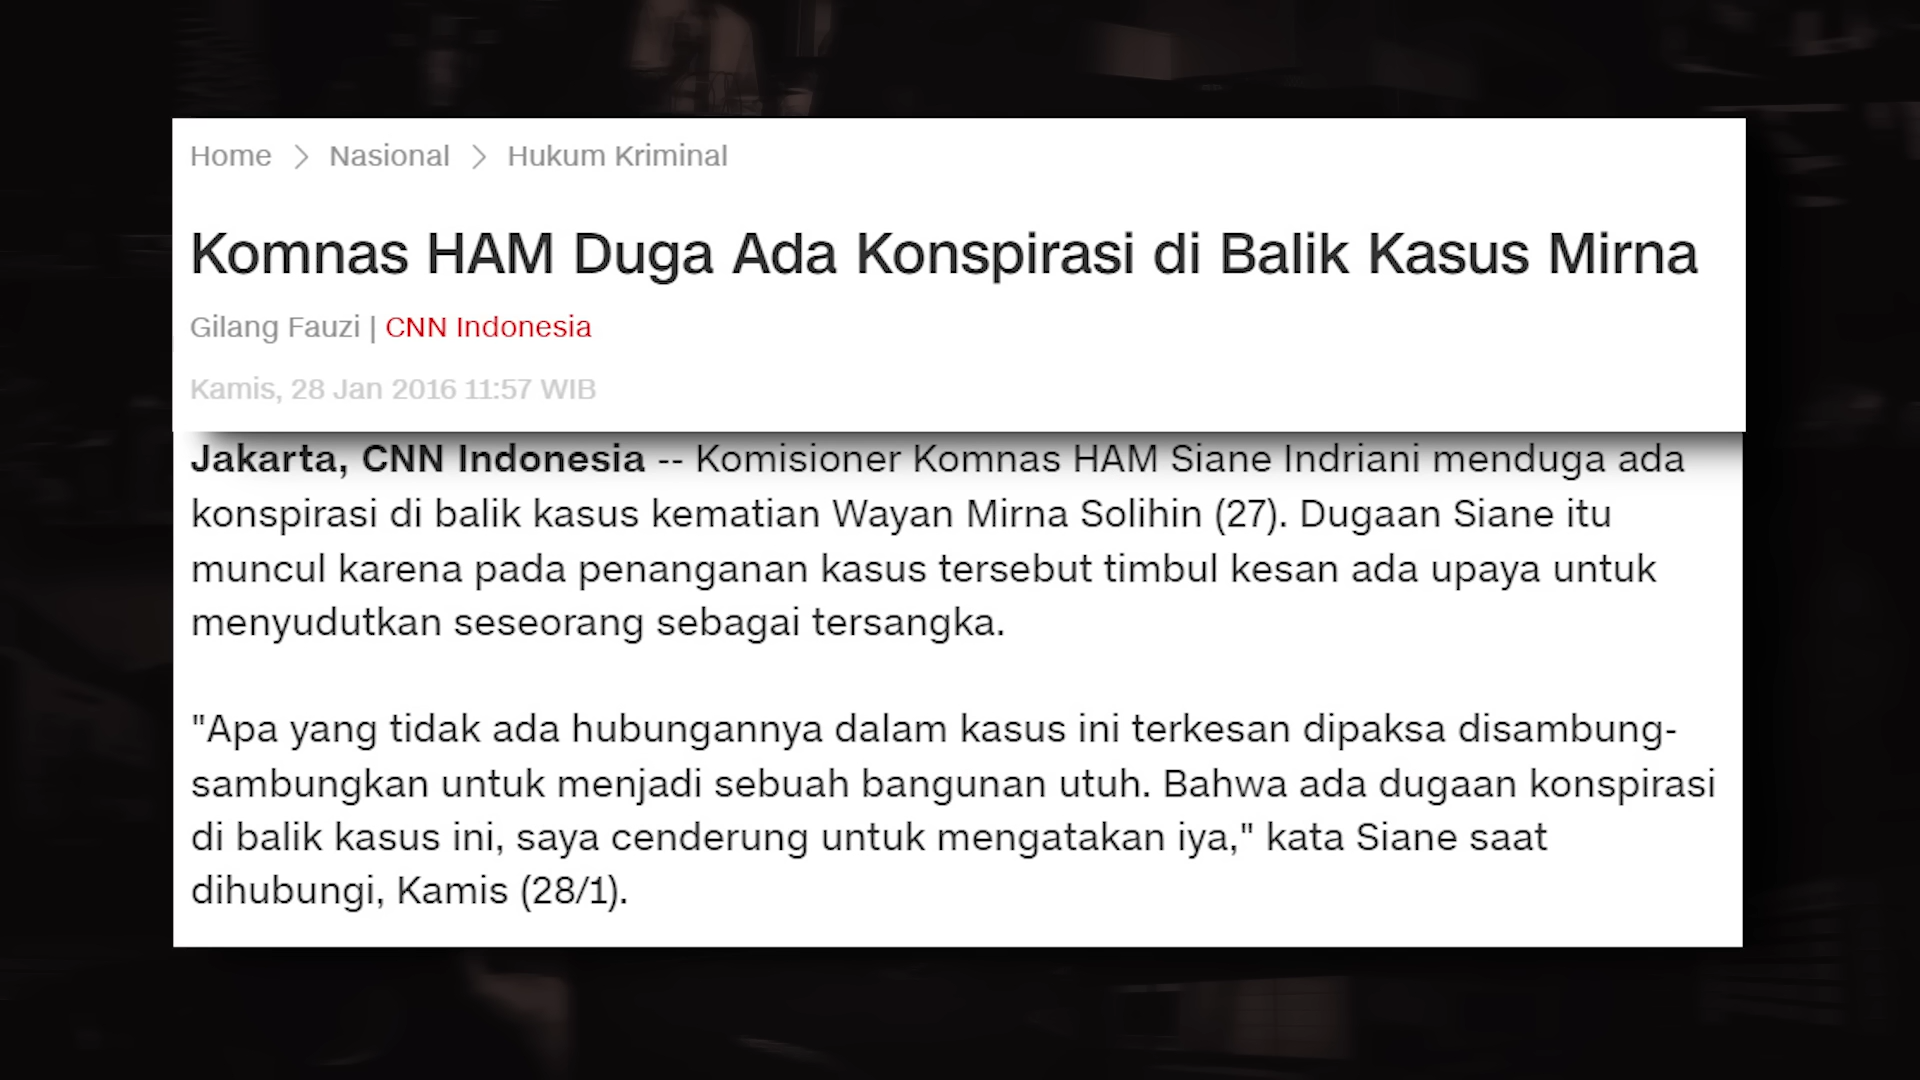 Home > Nasional > Hukum Kriminal
Komnas HAM Duga Ada Konspirasi di Balik Kasus Mirna
Gilang Fauzi | CNN Indonesia
Kamis, 28 Jan 2016 11:57 WIB
Jakarta, CNN Indonesia -- Komisioner Komnas HAM Siane Indriani menduga ada
konspirasi di balik kasus kematian Wayan Mirna Solihin (27). Dugaan Siane itu
muncul karena pada penanganan kasus tersebut timbul kesan ada upaya untuk
menyudutkan seseorang sebagai tersangka.
"Apa yang tidak ada hubungannya dalam kasus ini terkesan dipaksa disambung-
sambungkan untuk menjadi sebuah bangunan utuh. Bahwa ada dugaan konspirasi
di balik kasus ini, saya cenderung untuk mengatakan iya," kata Siane saat
dihubungi, Kamis (28/1).